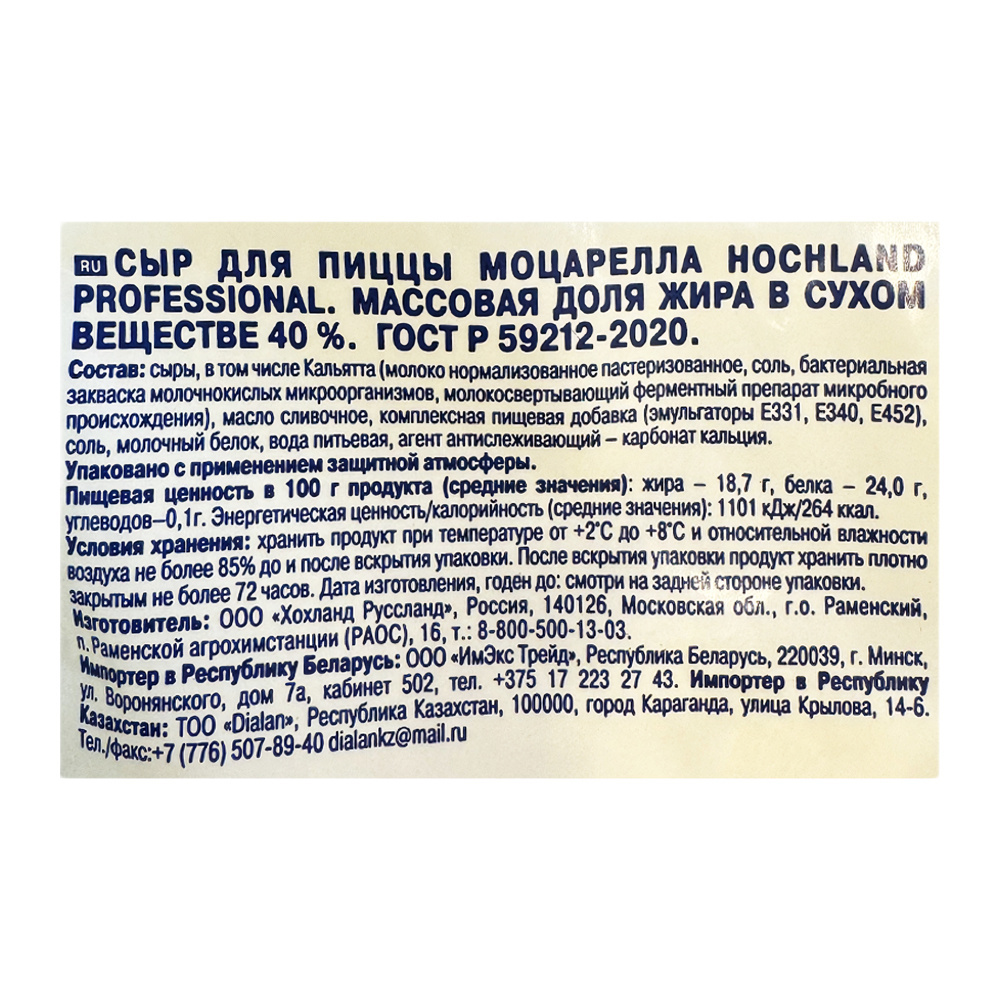 RU СЫР ДЛЯ ПИЦЦЫ МОЦАРЕЛЛА HOCHLAND
PROFESSIONAL. МАССОВАЯ ДОЛЯ ЖИРА В СУХОМ
ВЕЩЕСТВЕ 40 %. ГОСТ Р 59212-2020.
Состав: сыры, в том числе Кальятта (молоко нормализованное пастеризованное, соль, бактериальная
закваска молочнокислых микроорганизмов, молокосвертывающий ферментный препарат микробного
происхождения), масло сливочное, комплексная пищевая добавка (эмульгаторы Е331, Е340, Е452),
соль, молочный белок, вода питьевая, агент антислеживающий – карбонат кальция.
Упаковано с применением защитной атмосферы.
Пищевая ценность в 100 г продукта (средние значения): жира – 18,7 г, белка – 24,0 г,
углеводов–0,1г. Энергетическая ценность/калорийность (средние значения): 1101 кДж/264 ккал.
Условия хранения: хранить продукт при температуре от +2°С до +8°С и относительной влажности
воздуха не более 85% до и после вскрытия упаковки. После вскрытия упаковки продукт хранить плотно
закрытым не более 72 часов. Дата изготовления, годен до: смотри на задней стороне упаковки.
Изготовитель: ООО «Хохланд Руссланд», Россия, 140126, Московская обл., г.о. Раменский,
п. Раменской агрохимстанции (РАОС), 16, т.: 8-800-500-13-03.
Импортер в Республику Беларусь: ООО «ИмЭкс Трейд», Республика Беларусь, 220039, г. Минск,
ул. Воронянского, дом 7а, кабинет 502, тел. +375 17 223 27 43. Импортер в Республику
Казахстан: ТОО «Dialan», Республика Казахстан, 100000, город Караганда, улица Крылова, 14-6.
Тел./факс:+7 (776) 507-89-40 dialankz@mail.ru